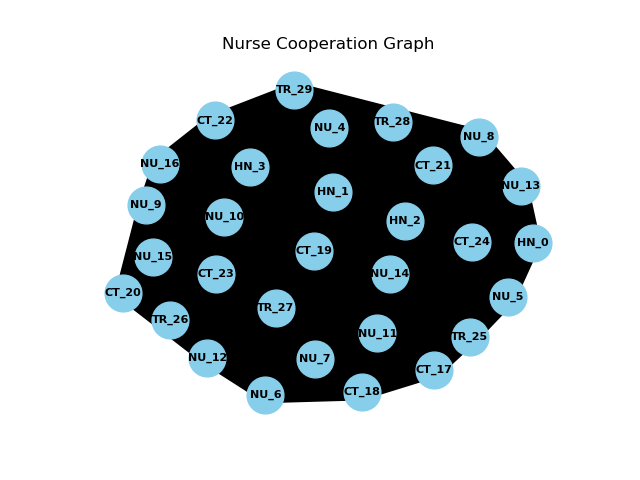 Nurse Cooperation Graph
TR_29
CT_22
NU_4
TR_28
NU_8
NU_16
HN_3
CT_21
NU_13
HN_1
NU_9
NU_10
HN_2
CT_24
HN_0
NU_15
CT_19
CT_23
NU_14
CT_20
NU_5
TR_26
TR_27
NU_11
TR_25
NU_12
NU_7
CT_17
NU_6
CT_18